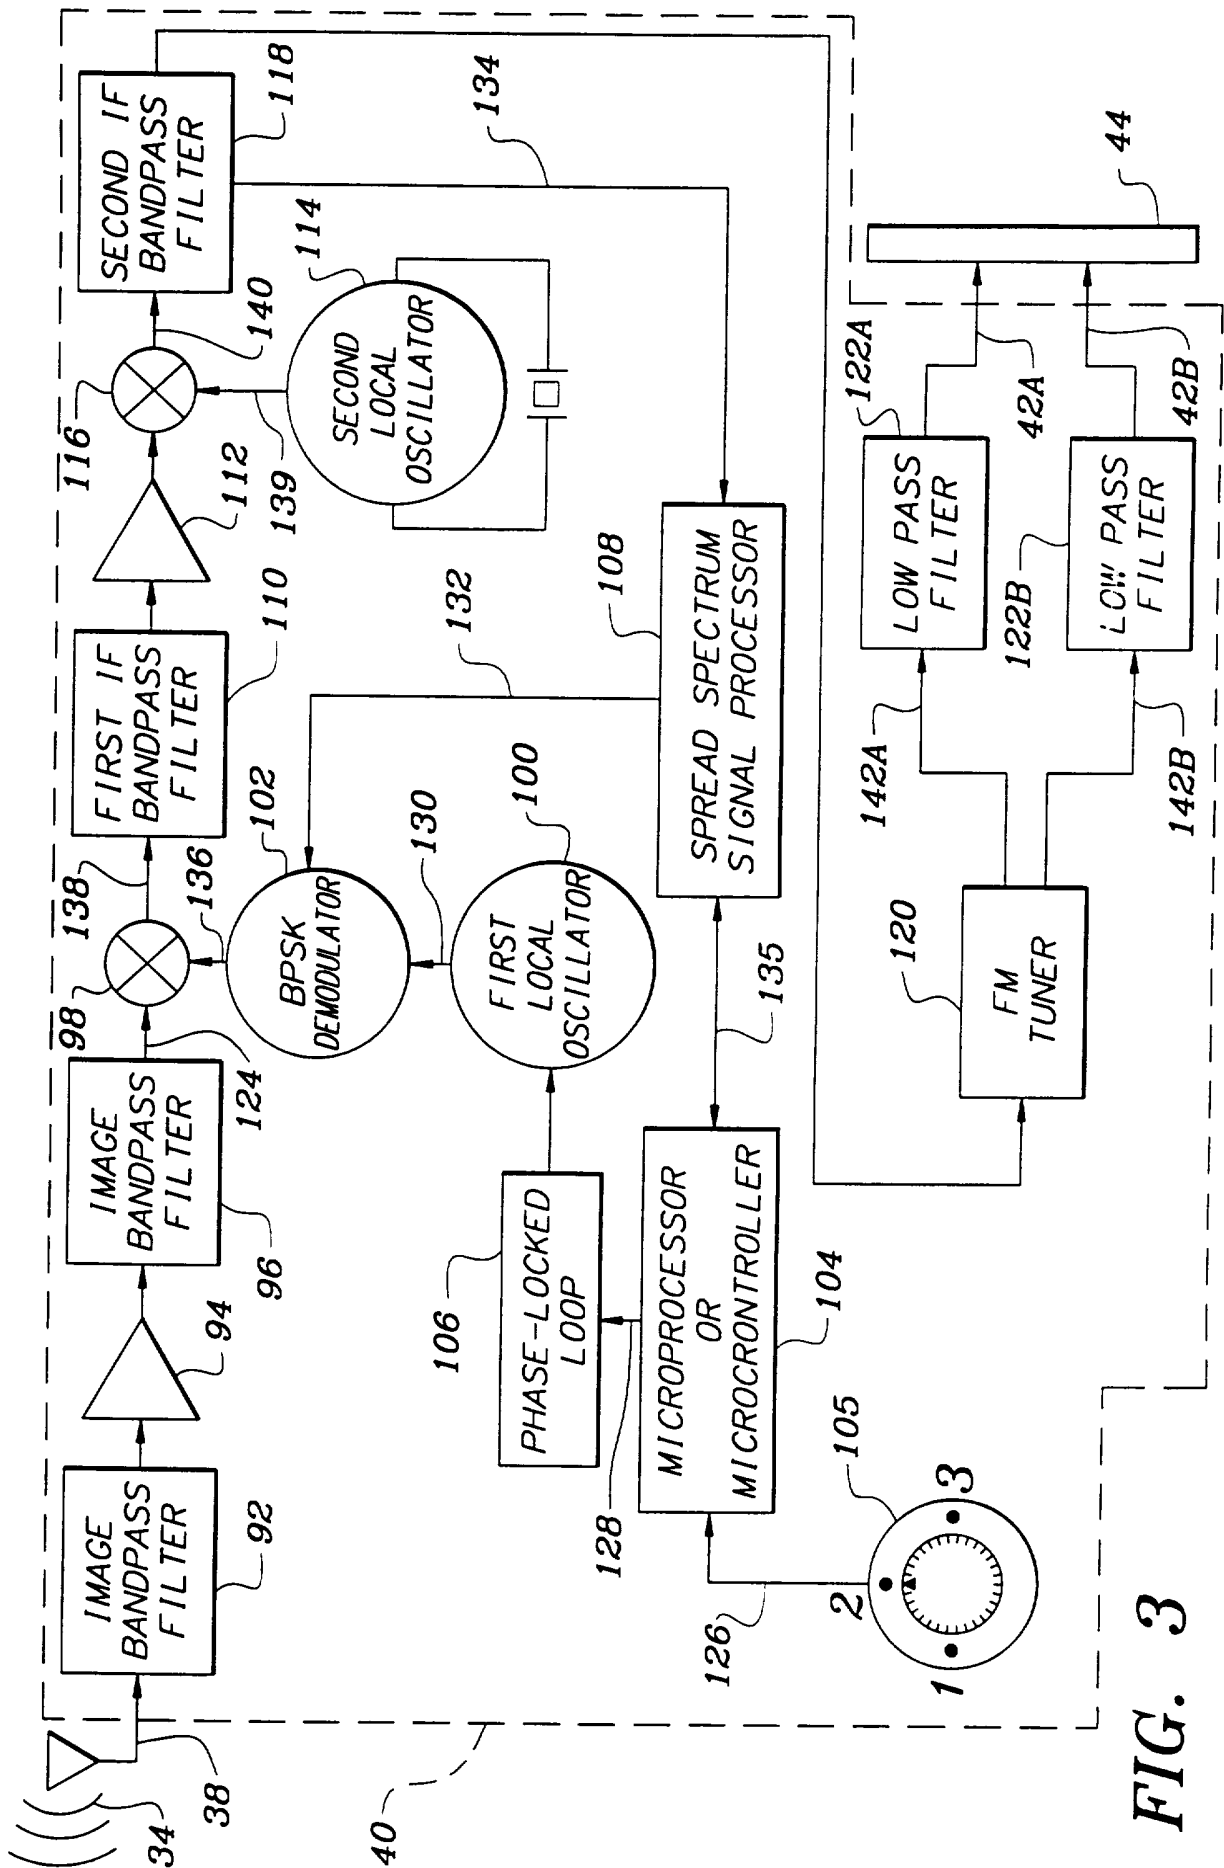 SECOND IF
BANDPASS
FILTER
118
134
140
116
112
139
114
SECOND
LOCAL
OSCILLATOR
FIRST IF
BANDPASS
FILTER
110
138
136
98
124
102
BPSK
DEMODULATOR
130
132
100
FIRST
LOCAL
OSCILLATOR
108
SPREAD SPECTRUM
SIGNAL PROCESSOR
135
IMAGE
BANDPASS
FILTER
96
94
IMAGE
BANDPASS
FILTER
92
34
38
40
106
PHASE-LOCKED
LOOP
128
MICROPROCESSOR
OR
MICROCRONTROLLER
104
126
105
1
2
3
120
FM
TUNER
142A
142B
122A
LOW PASS
FILTER
122B
LOW PASS
FILTER
42A
42B
44
FIG. 3